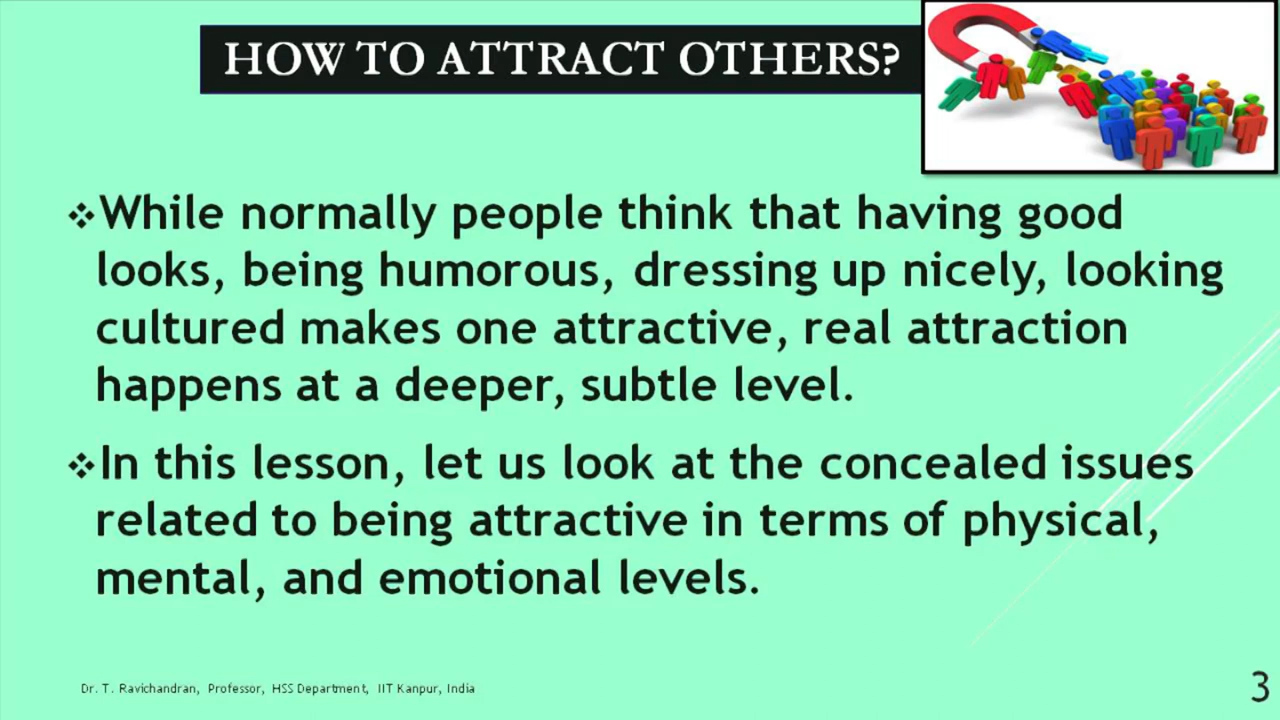 HOW TO ATTRACT OTHERS?
❖While normally people think that having good
looks, being humorous, dressing up nicely, looking
cultured makes one attractive, real attraction
happens at a deeper, subtle level.
❖In this lesson, let us look at the concealed issues
related to being attractive in terms of physical,
mental, and emotional levels.
Dr. T. Ravichandran, Professor, HSS Department, IIT Kanpur, India
3